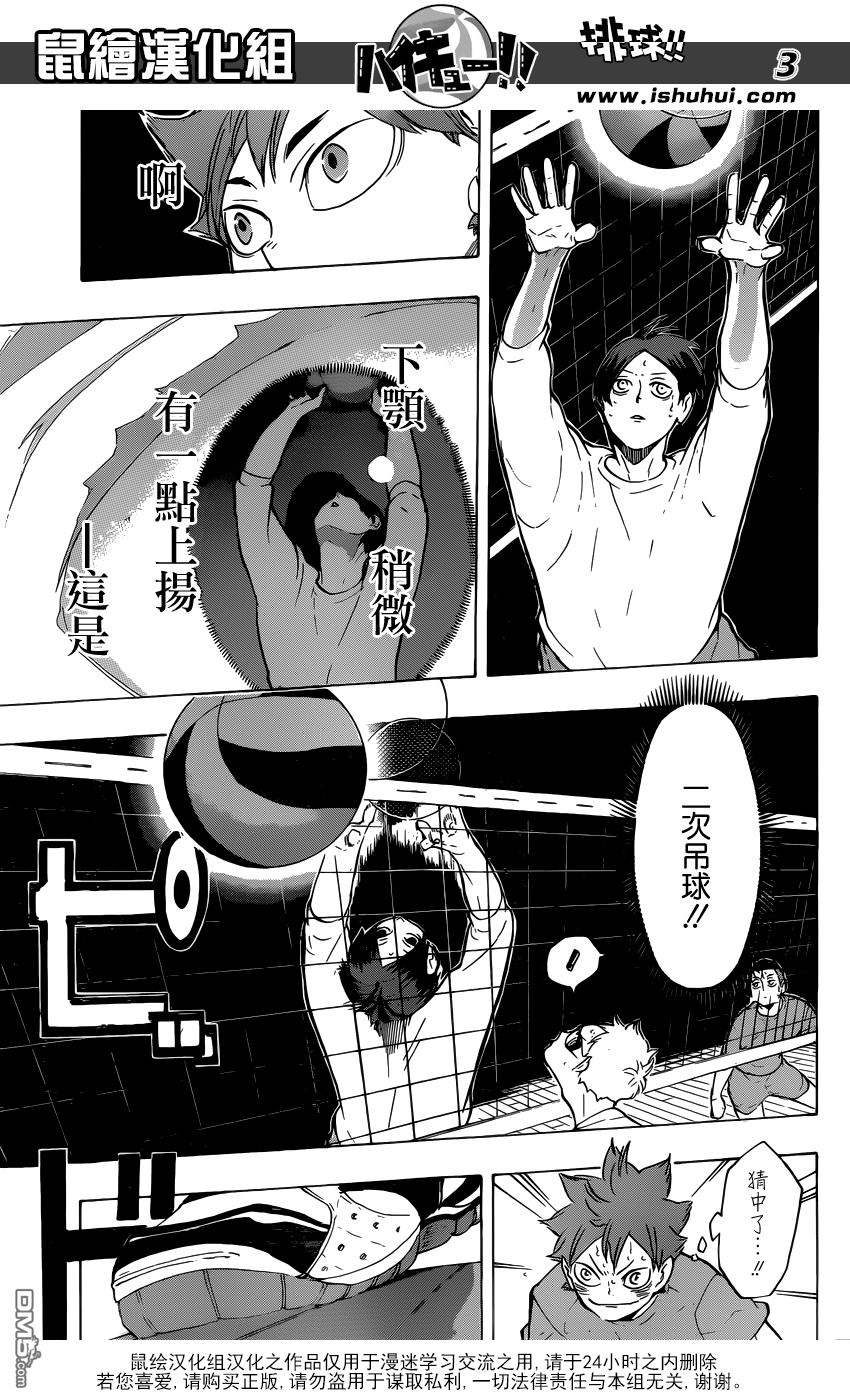 鼠繪漢化組
ハイキュー!!
排球!!
3
www.ishuhui.com
啊
下顎
稍微
有一點上揚
——這是
二次吊球!!
猜中了…!!
DM5
.com
鼠绘汉化组汉化之作品仅用于漫迷学习交流之用, 请于24小时之内删除
若您喜爱, 请购买正版, 请勿盗用于谋取私利, 一切法律责任与本组无关, 谢谢。